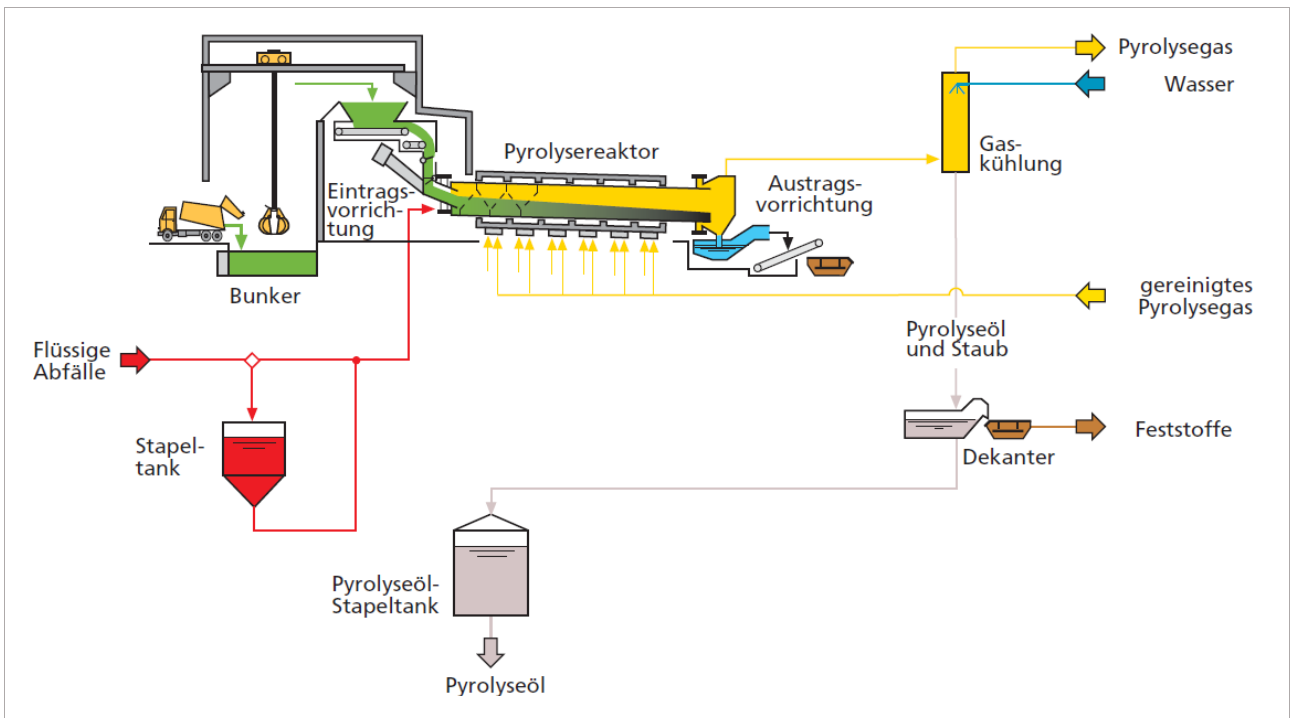 Pyrolysegas
Wasser
Gas-
kühlung
Pyrolysereaktor
Austrags-
vorrichtung
Eintrags-
vorrich-
tung
Bunker
gereinigtes
Pyrolysegas
Pyrolyseöl
und Staub
Flüssige
Abfälle
Stapel-
tank
Feststoffe
Dekanter
Pyrolyseöl-
Stapeltank
Pyrolyseöl